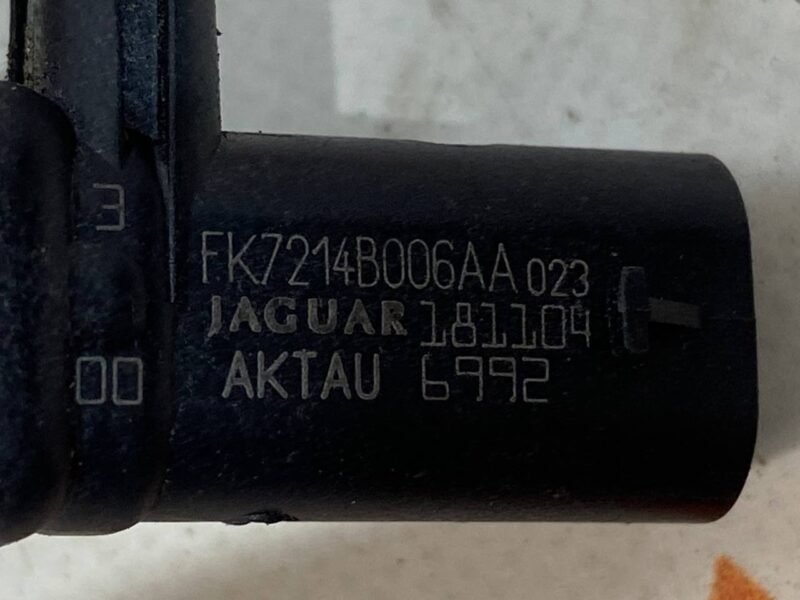 3
FK7214B006AA 023
JAGUAR 181104
00
AKTAU 6992